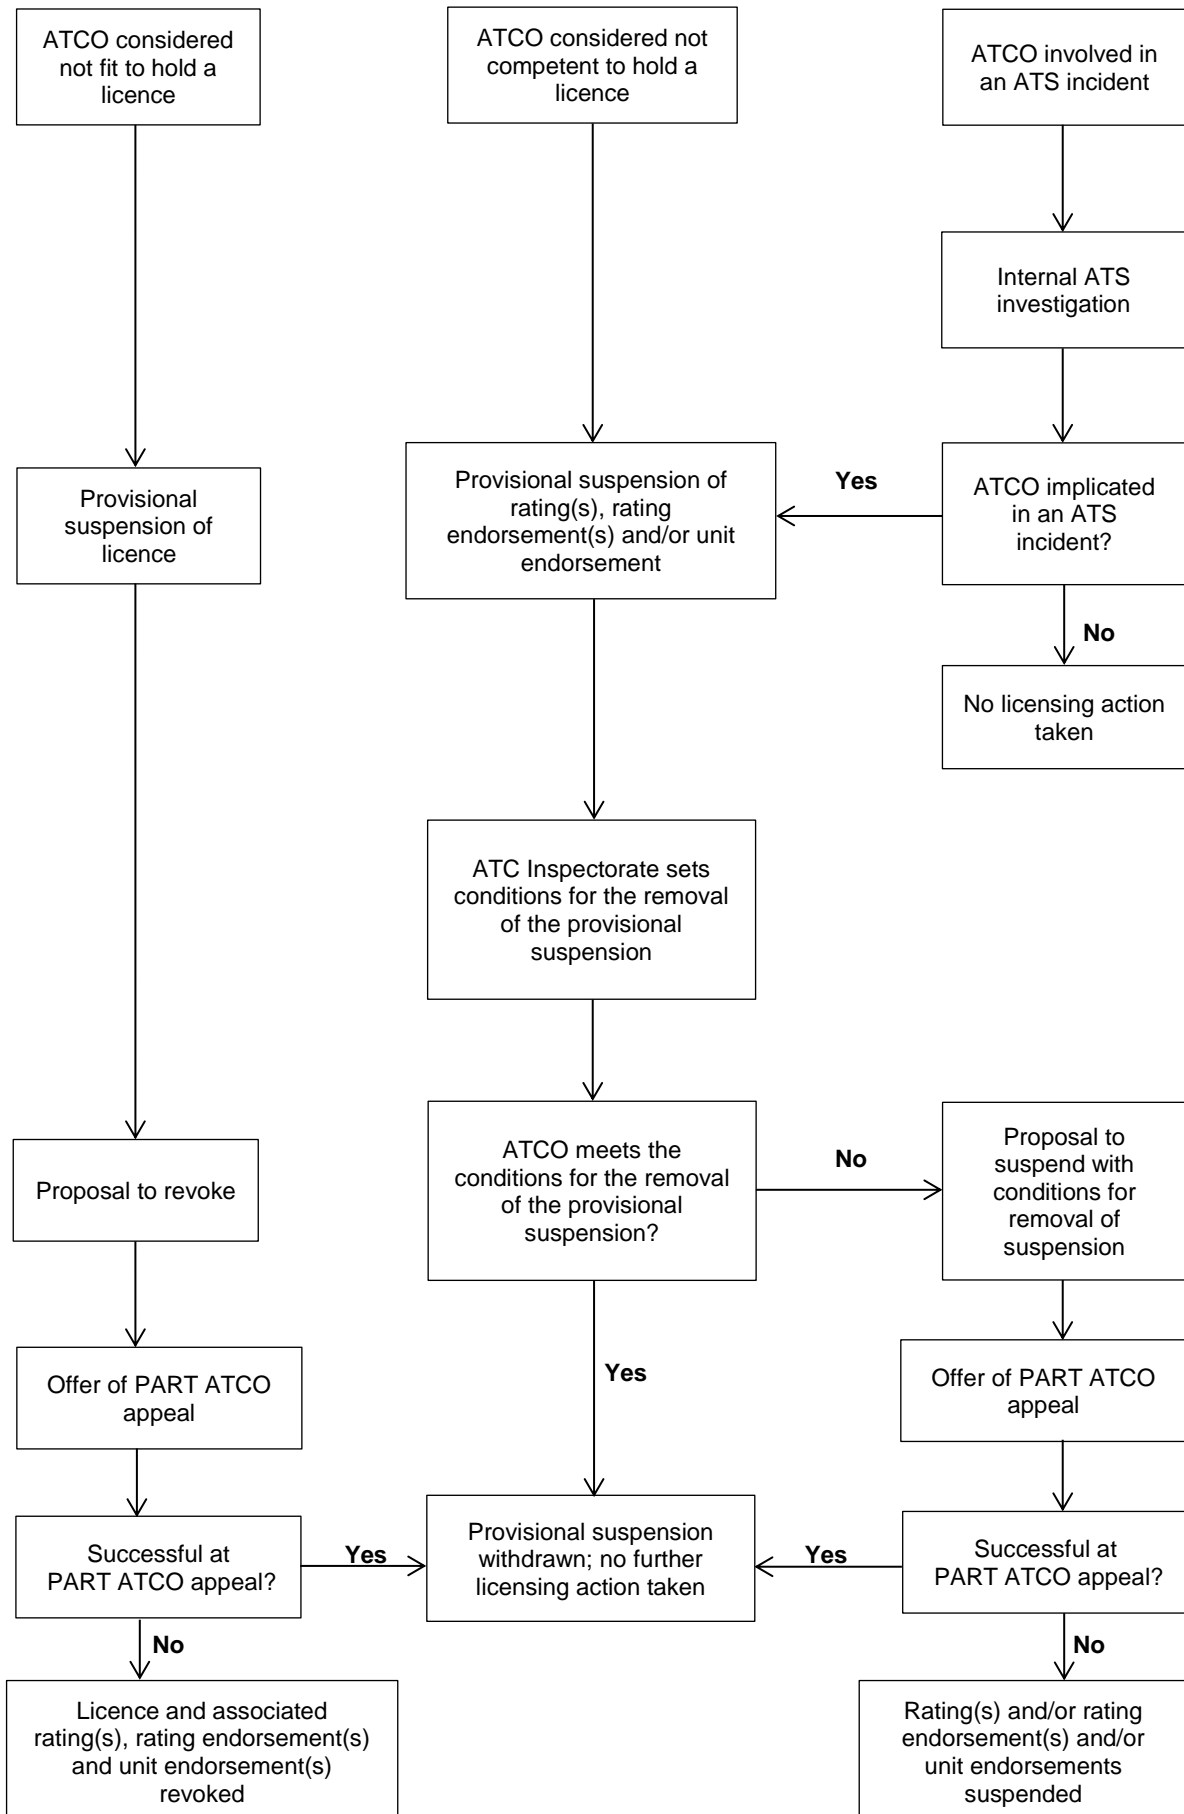 ATCO considered
not fit to hold a
licence
ATCO considered not
competent to hold a
licence
ATCO involved in
an ATS incident
Internal ATS
investigation
Provisional
suspension of
licence
Provisional suspension of
rating(s), rating
endorsement(s) and/or unit
endorsement
Yes
ATCO implicated
in an ATS
incident?
No
No licensing action
taken
ATC Inspectorate sets
conditions for the removal
of the provisional
suspension
Proposal to revoke
ATCO meets the
conditions for the removal
of the provisional
suspension?
No
Proposal to
suspend with
conditions for
removal of
suspension
Yes
Offer of PART ATCO
appeal
Offer of PART ATCO
appeal
Successful at
PART ATCO appeal?
Yes
Provisional suspension
withdrawn; no further
licensing action taken
Yes
Successful at
PART ATCO appeal?
No
No
Licence and associated
rating(s), rating endorsement(s)
and unit endorsement(s)
revoked
Rating(s) and/or rating
endorsement(s) and/or
unit endorsements
suspended